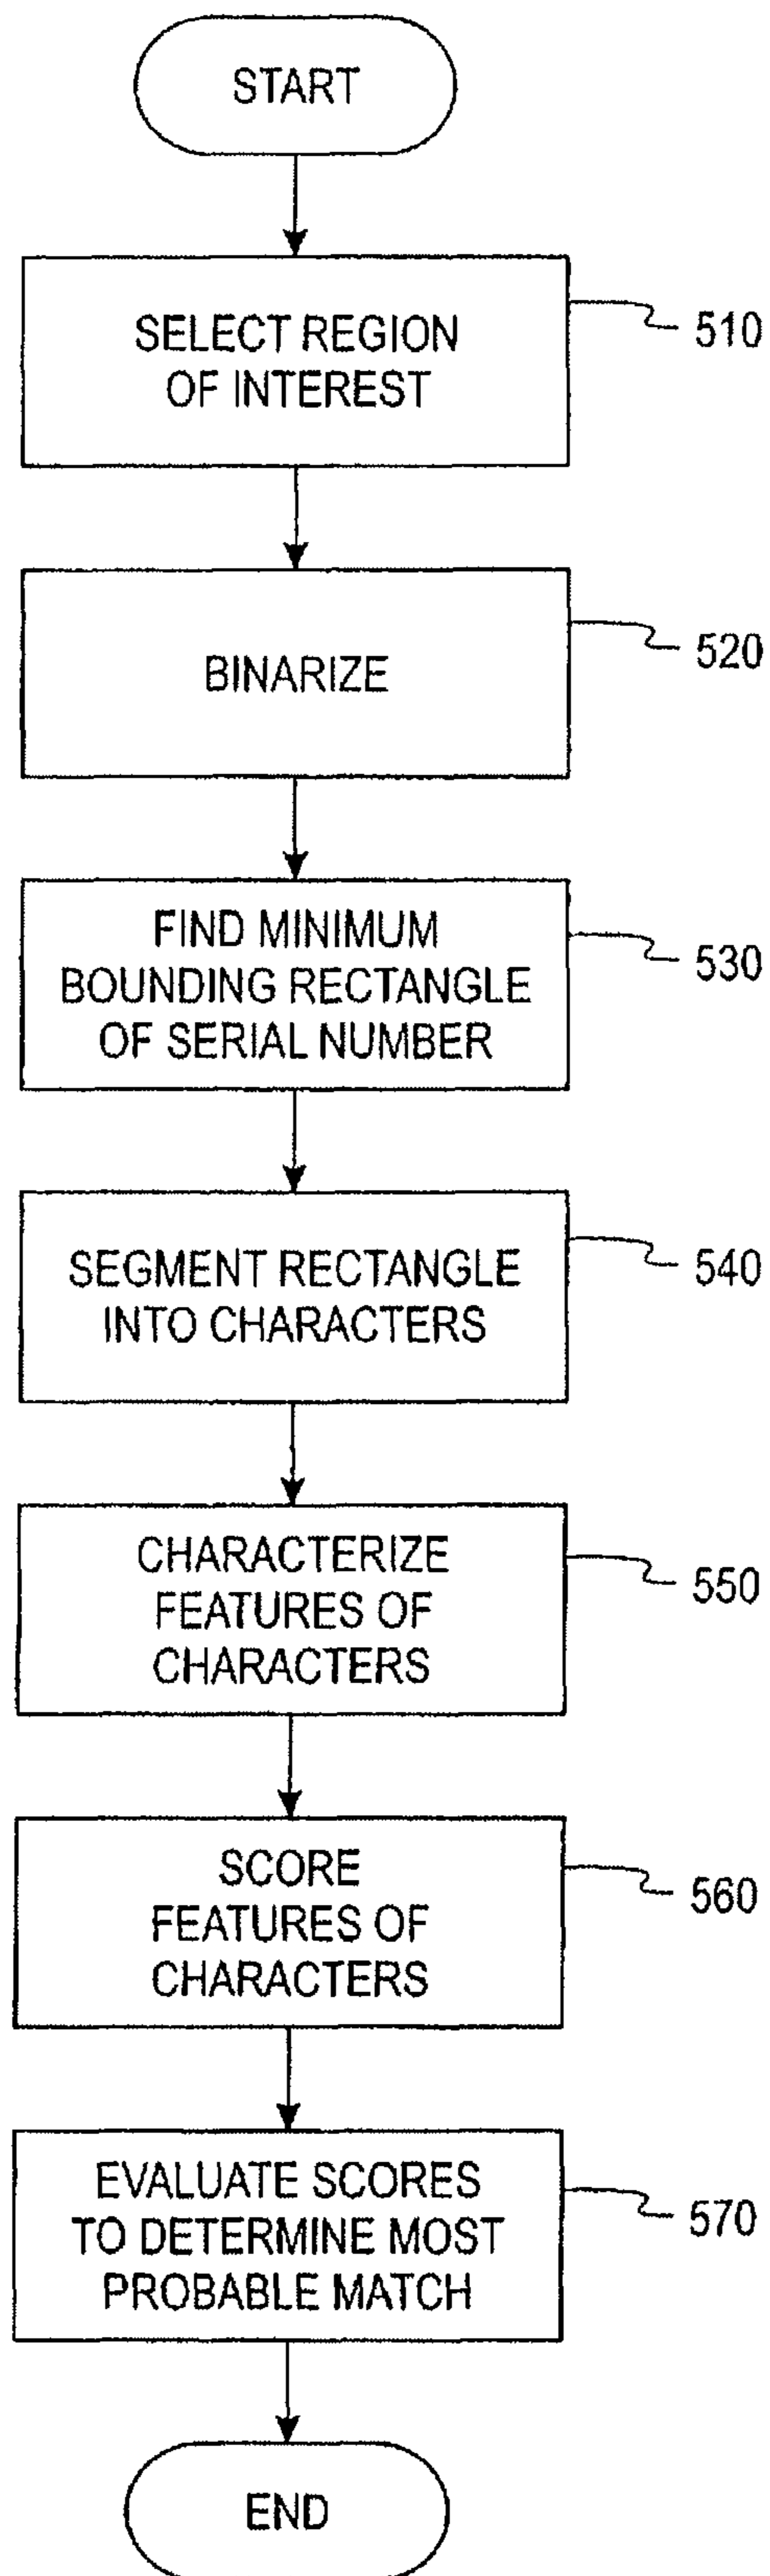 START
SELECT REGION
OF INTEREST
510
BINARIZE
520
FIND MINIMUM
BOUNDING RECTANGLE
OF SERIAL NUMBER
530
SEGMENT RECTANGLE
INTO CHARACTERS
540
CHARACTERIZE
FEATURES OF
CHARACTERS
550
SCORE
FEATURES OF
CHARACTERS
560
EVALUATE SCORES
TO DETERMINE MOST
PROBABLE MATCH
570
END